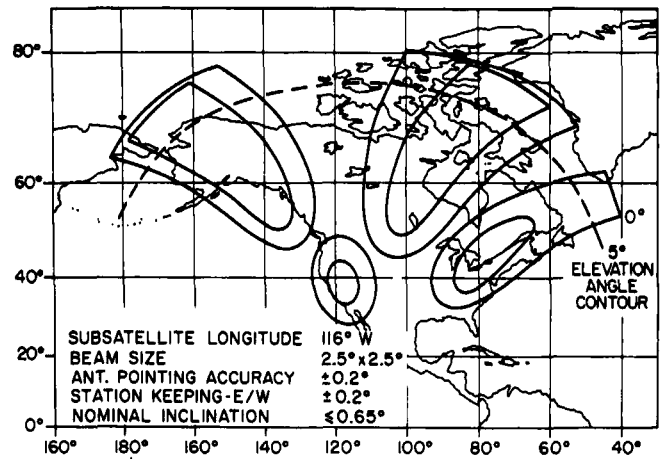 80°
60°
40°
20°
0°
0°
5°
ELEVATION
ANGLE
CONTOUR
SUBSATELLITE LONGITUDE 116° W
BEAM SIZE 2.5° x 2.5°
ANT. POINTING ACCURACY ±0.2°
STATION KEEPING-E/W ±0.2°
NOMINAL INCLINATION ≤0.65°
160° 180° 160° 140° 120° 100° 80° 60° 40°